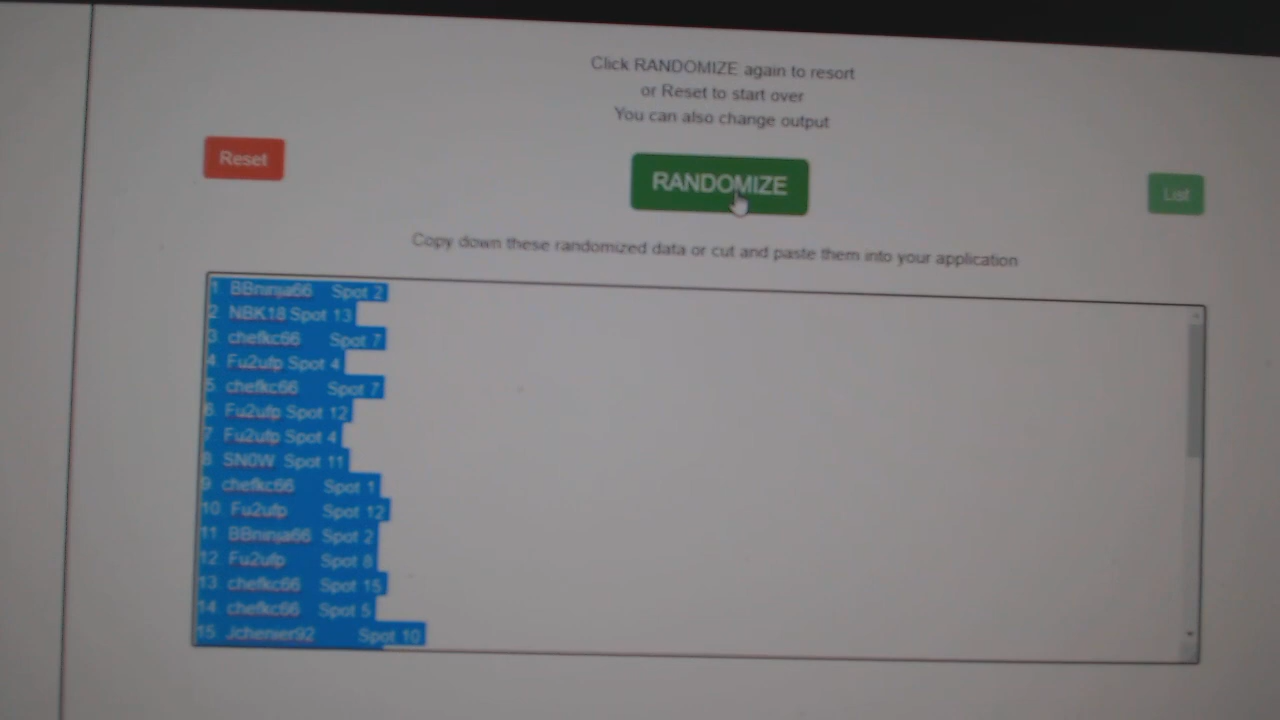 Click RANDOMIZE again to resort
or Reset to start over
You can also change output
Reset
RANDOMIZE
List
Copy down these randomized data or cut and paste them into your application
1. BBninja66 Spot 2
2. NBK18 Spot 13
3. chefkc66 Spot 7
4. Fu2ufp Spot 4
5. chefkc66 Spot 7
6. Fu2ufp Spot 12
7. Fu2ufp Spot 4
8. SN0W Spot 11
9. chefkc66 Spot 1
10. Fu2ufp Spot 12
11. BBninja66 Spot 2
12. Fu2ufp Spot 8
13. chefkc66 Spot 15
14. chefkc66 Spot 5
15. Jchenier92 Spot 10